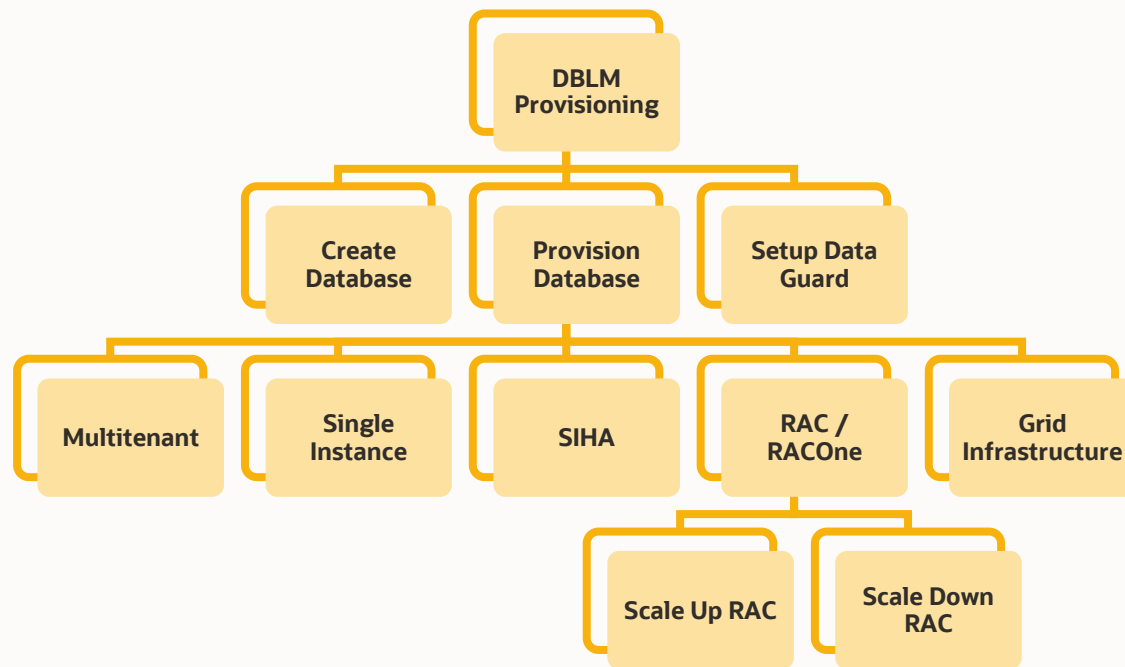 DBLM
Provisioning
Create
Database
Provision
Database
Setup Data
Guard
Multitenant
Single
Instance
SIHA
RAC /
RACOne
Grid
Infrastructure
Scale Up RAC
Scale Down
RAC